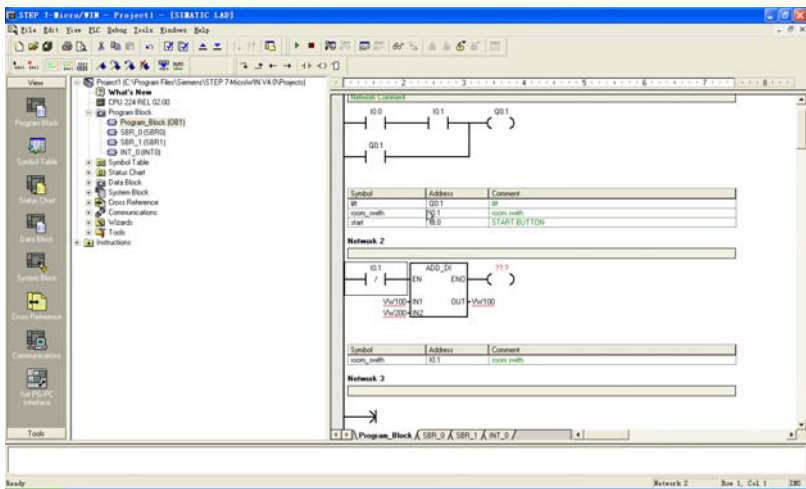 STEP 7-Micro/WIN - Project1 - [SIMATIC LAD]
File Edit View PLC Debug Tools Windows Help
View
Program Block
Symbol Table
Status Chart
Data Block
System Block
Cross Reference
Communications
Set PG/PC
Interface
Tools
Project1 (C:\Program Files\Siemens\STEP 7-MicroWIN V4.0\Projects)
What's New
CPU 224 REL 02.00
Program Block
Program_Block (OB1)
SBR_0 (SBR0)
SBR_1 (SBR1)
INT_0 (INT0)
Symbol Table
Status Chart
Data Block
System Block
Cross Reference
Communications
Wizards
Tools
Instructions
2 3 4 5 6 7 8
Network Comment
I0.0 I0.1 Q0.1
Q0.1
Symbol Address Comment
lift Q0.1 lift
room_swith I0.1 room swith
start I0.0 START BUTTON
Network 2
I0.1 ADD_DI ??.?
EN ENO
VW100 IN1 OUT VW100
VW200 IN2
Symbol Address Comment
room_swith I0.1 room swith
Network 3
Program_Block SBR_0 SBR_1 INT_0
Ready Network 2 Row 1, Col 1 INS